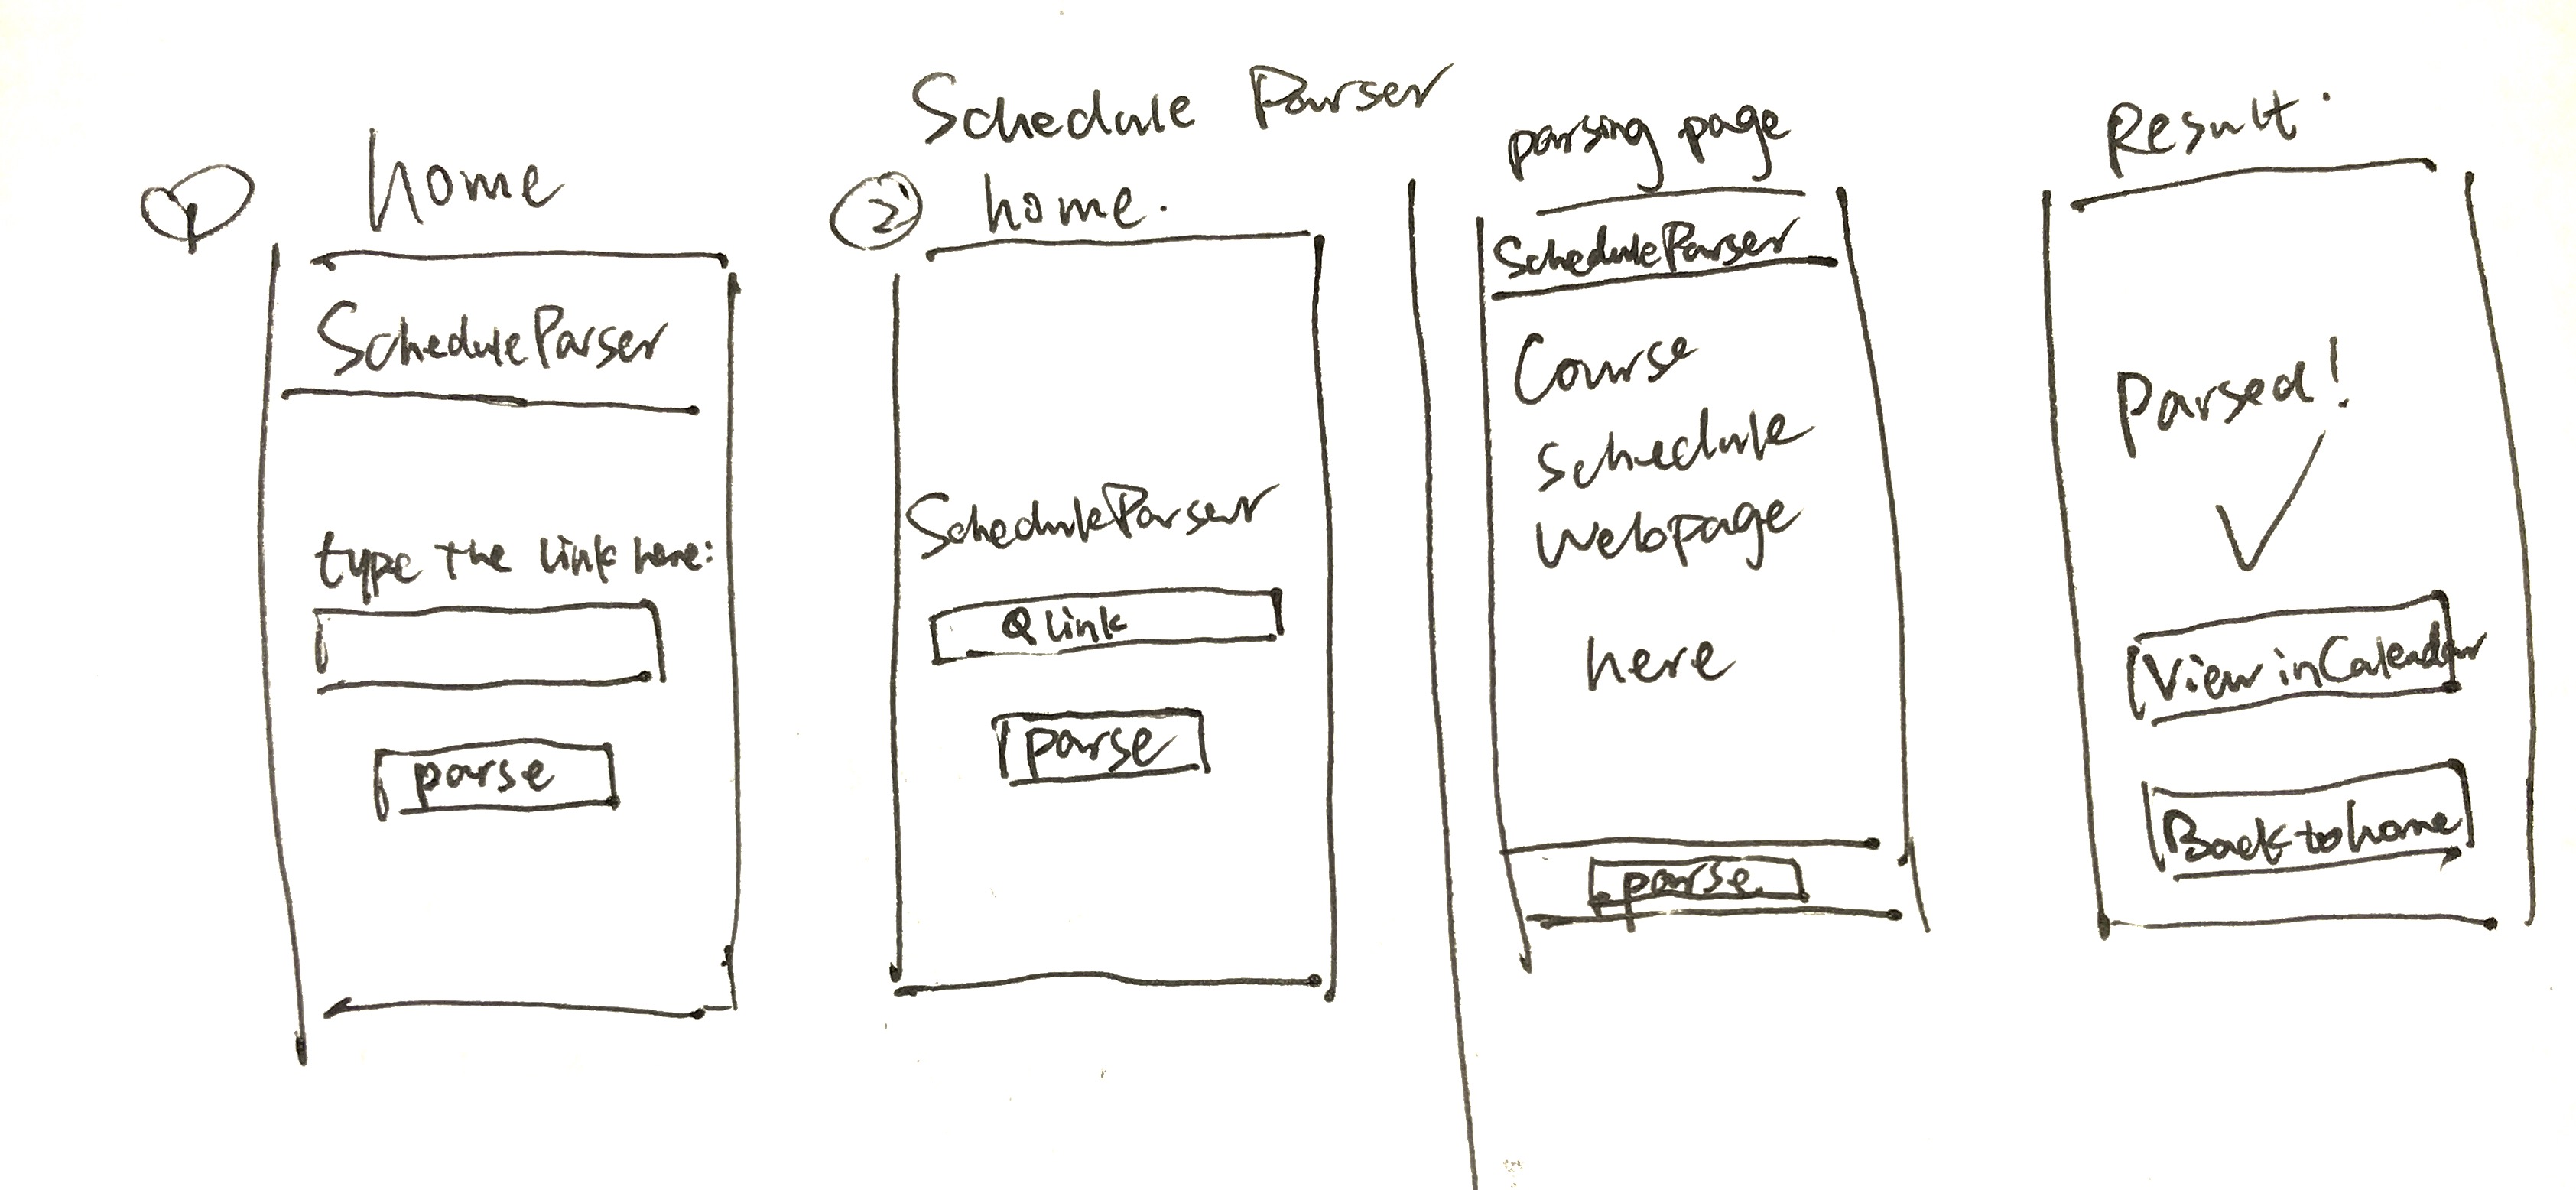 Schedule Parser
1
home
ScheduleParser
type the link here:
parse
2
home.
ScheduleParser
Q link
parse
parsing page
ScheduleParser
Course
Schedule
Webpage
here
parse
Result.
Parsed!
View in Calendar
Back to home